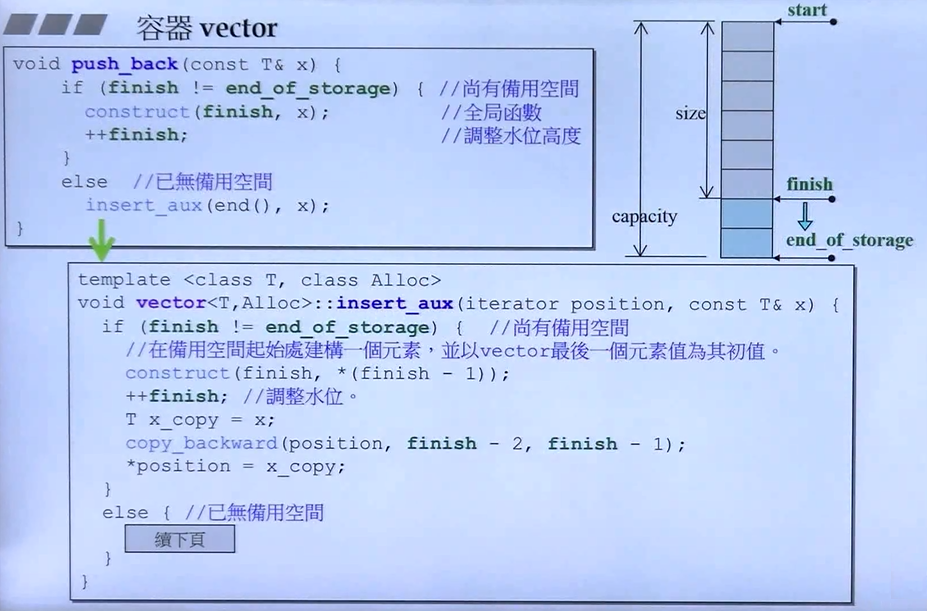 容器 vector
void push_back(const T& x) {
if (finish != end_of_storage) { //尚有備用空間
construct(finish, x); //全局函數
++finish; //調整水位高度
}
else //已無備用空間
insert_aux(end(), x);
}
start
size
finish
capacity
end_of_storage
template <class T, class Alloc>
void vector<T,Alloc>::insert_aux(iterator position, const T& x) {
if (finish != end_of_storage) { //尚有備用空間
//在備用空間起始處建構一個元素，並以vector最後一個元素值為其初值。
construct(finish, *(finish - 1));
++finish; //調整水位。
T x_copy = x;
copy_backward(position, finish - 2, finish - 1);
*position = x_copy;
}
else { //已無備用空間
續下頁
}
}